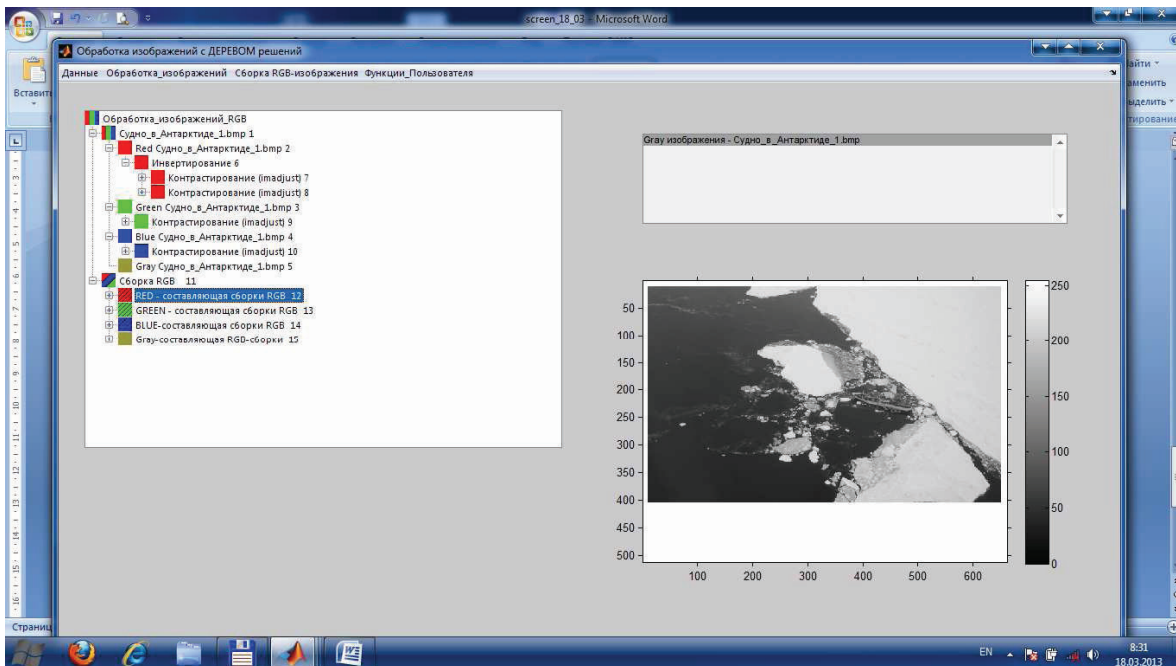 screen_18_03 - Microsoft Word
Обработка изображений с ДЕРЕВОМ решений
Данные Обработка_изображений Сборка RGB-изображения Функции_Пользователя
Вставит
айти
аменить
ыделить
тирование
Обработка_изображений_RGB
Судно_в_Антарктиде_1.bmp 1
Red Судно_в_Антарктиде_1.bmp 2
Инвертирование 6
Контрастирование (imadjust) 7
Контрастирование (imadjust) 8
Green Судно_в_Антарктиде_1.bmp 3
Контрастирование (imadjust) 9
Blue Судно_в_Антарктиде_1.bmp 4
Контрастирование (imadjust) 10
Gray Судно_в_Антарктиде_1.bmp 5
Сборка RGB 11
RED - составляющая сборки RGB 12
GREEN - составляющая сборки RGB 13
BLUE-составляющая сборки RGB 14
Gray-составляющая RGB-сборки 15
Gray изображения - Судно_в_Антарктиде_1.bmp
50
100
150
200
250
300
350
400
450
500
100 200 300 400 500 600
250
200
150
100
50
0
Страниц
EN
8:31
18.03.2013